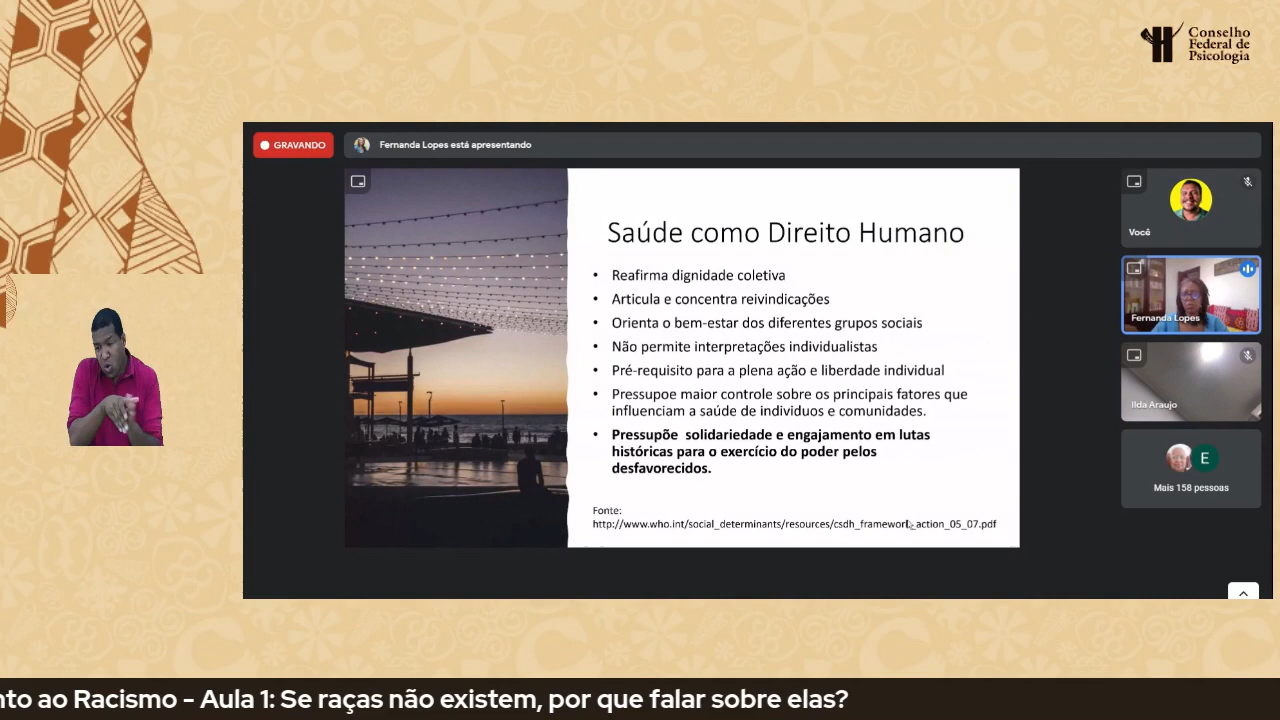 Conselho
Federal de
Psicologia
GRAVANDO
Fernanda Lopes está apresentando
Saúde como Direito Humano
• Reafirma dignidade coletiva
• Articula e concentra reivindicações
• Orienta o bem-estar dos diferentes grupos sociais
• Não permite interpretações individualistas
• Pré-requisito para a plena ação e liberdade individual
• Pressupoe maior controle sobre os principais fatores que
influenciam a saúde de individuos e comunidades.
• Pressupõe solidariedade e engajamento em lutas
históricas para o exercício do poder pelos
desfavorecidos.
Fonte:
http://www.who.int/social_determinants/resources/csdh_framework_action_05_07.pdf
Você
Fernanda Lopes
Ilda Araujo
E
Mais 158 pessoas
nto ao Racismo - Aula 1: Se raças não existem, por que falar sobre elas?